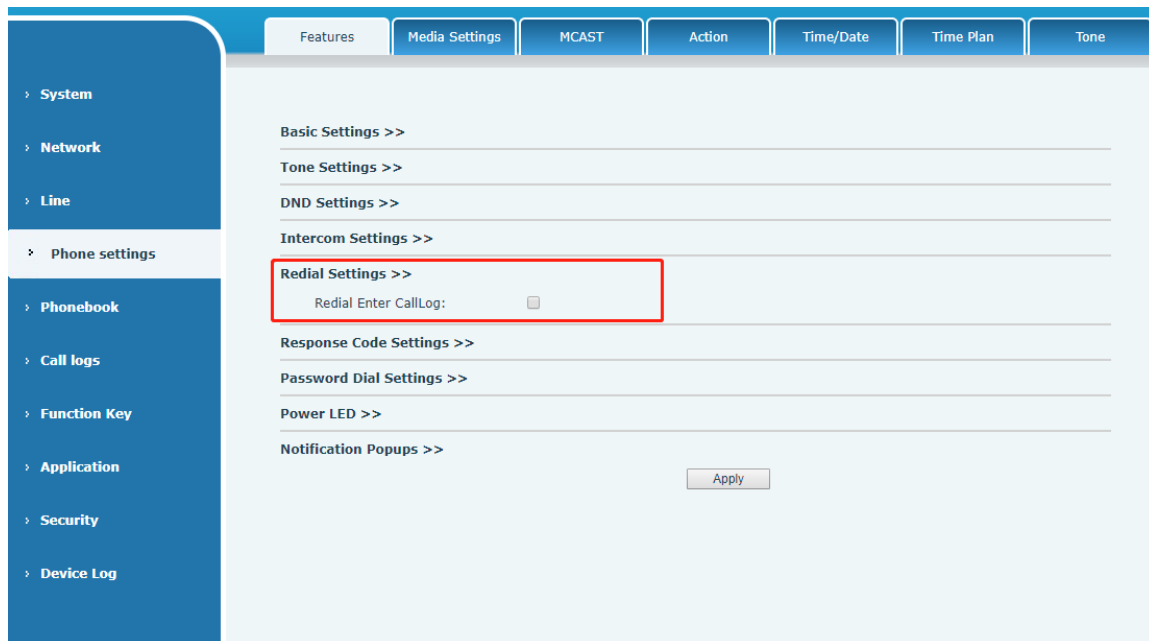 Features Media Settings MCAST Action Time/Date Time Plan Tone
› System
› Network
› Line
› Phone settings
› Phonebook
› Call logs
› Function Key
› Application
› Security
› Device Log
Basic Settings >>
Tone Settings >>
DND Settings >>
Intercom Settings >>
Redial Settings >>
Redial Enter CallLog:
Response Code Settings >>
Password Dial Settings >>
Power LED >>
Notification Popups >>
Apply